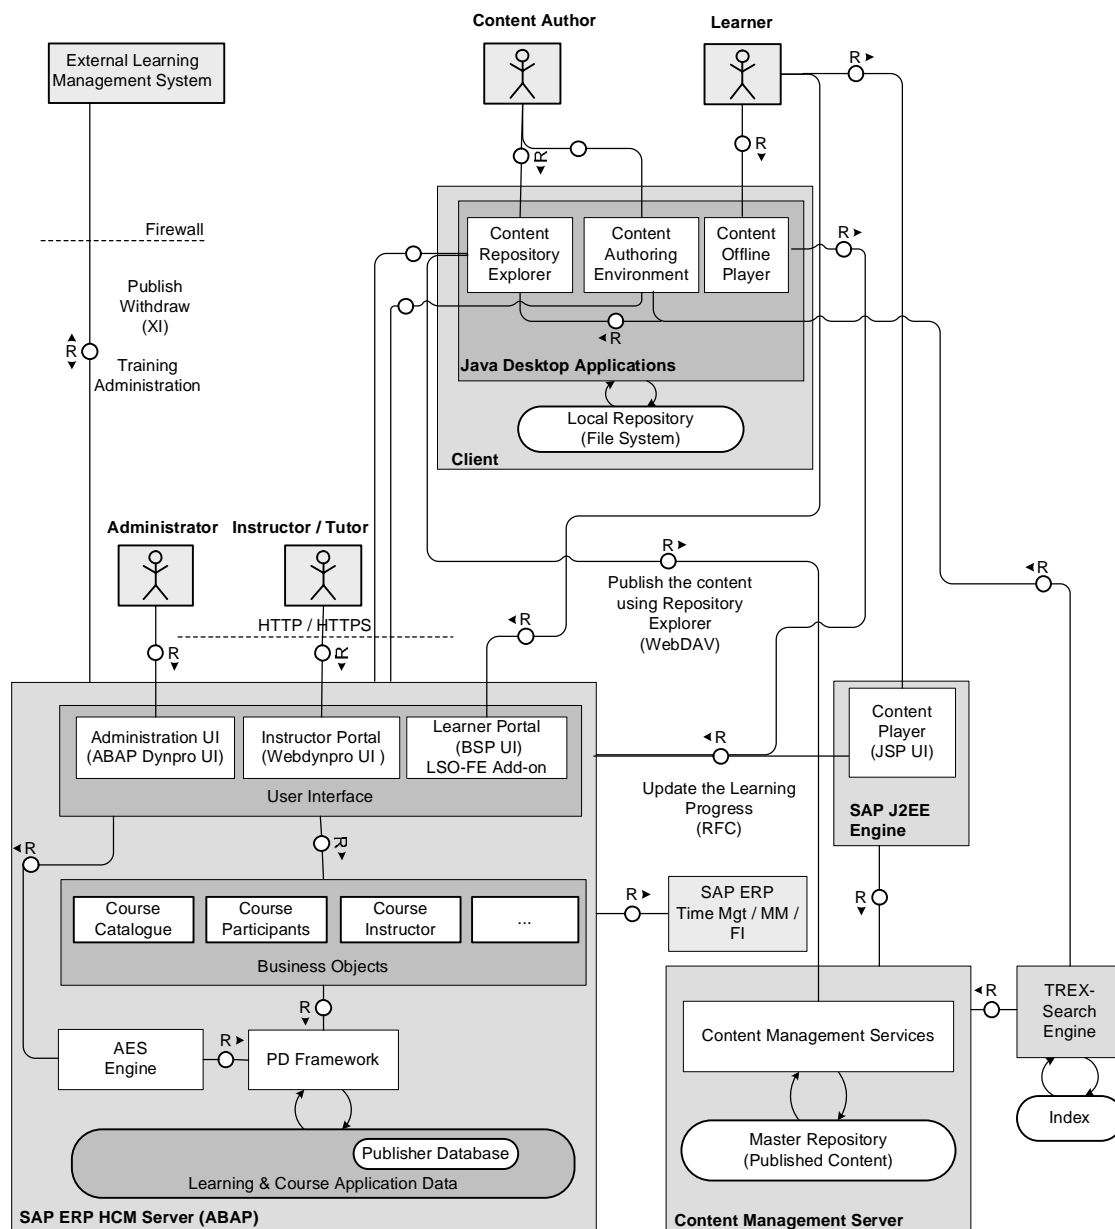 Content Author
Learner
External Learning
Management System
R ►
R
R
Firewall
Content
Repository
Explorer
Content
Authoring
Environment
Content
Offline
Player
R ►
Publish
Withdraw
(XI)
R
Training
Administration
◄ R
Java Desktop Applications
Local Repository
(File System)
Client
Administrator
Instructor / Tutor
R ►
Publish the content
using Repository
Explorer
(WebDAV)
◄ R
HTTP / HTTPS
◄ R
R
R
Administration UI
(ABAP Dynpro UI)
Instructor Portal
(Webdynpro UI )
Learner Portal
(BSP UI)
LSO-FE Add-on
User Interface
◄ R
Content
Player
(JSP UI)
Update the Learning
Progress
(RFC)
SAP J2EE
Engine
◄ R
R
Course
Catalogue
Course
Participants
Course
Instructor
...
Business Objects
R ►
SAP ERP
Time Mgt / MM /
FI
R
R
AES
Engine
R ►
PD Framework
Content Management Services
◄ R
TREX-
Search
Engine
Publisher Database
Learning & Course Application Data
Master Repository
(Published Content)
Index
SAP ERP HCM Server (ABAP)
Content Management Server